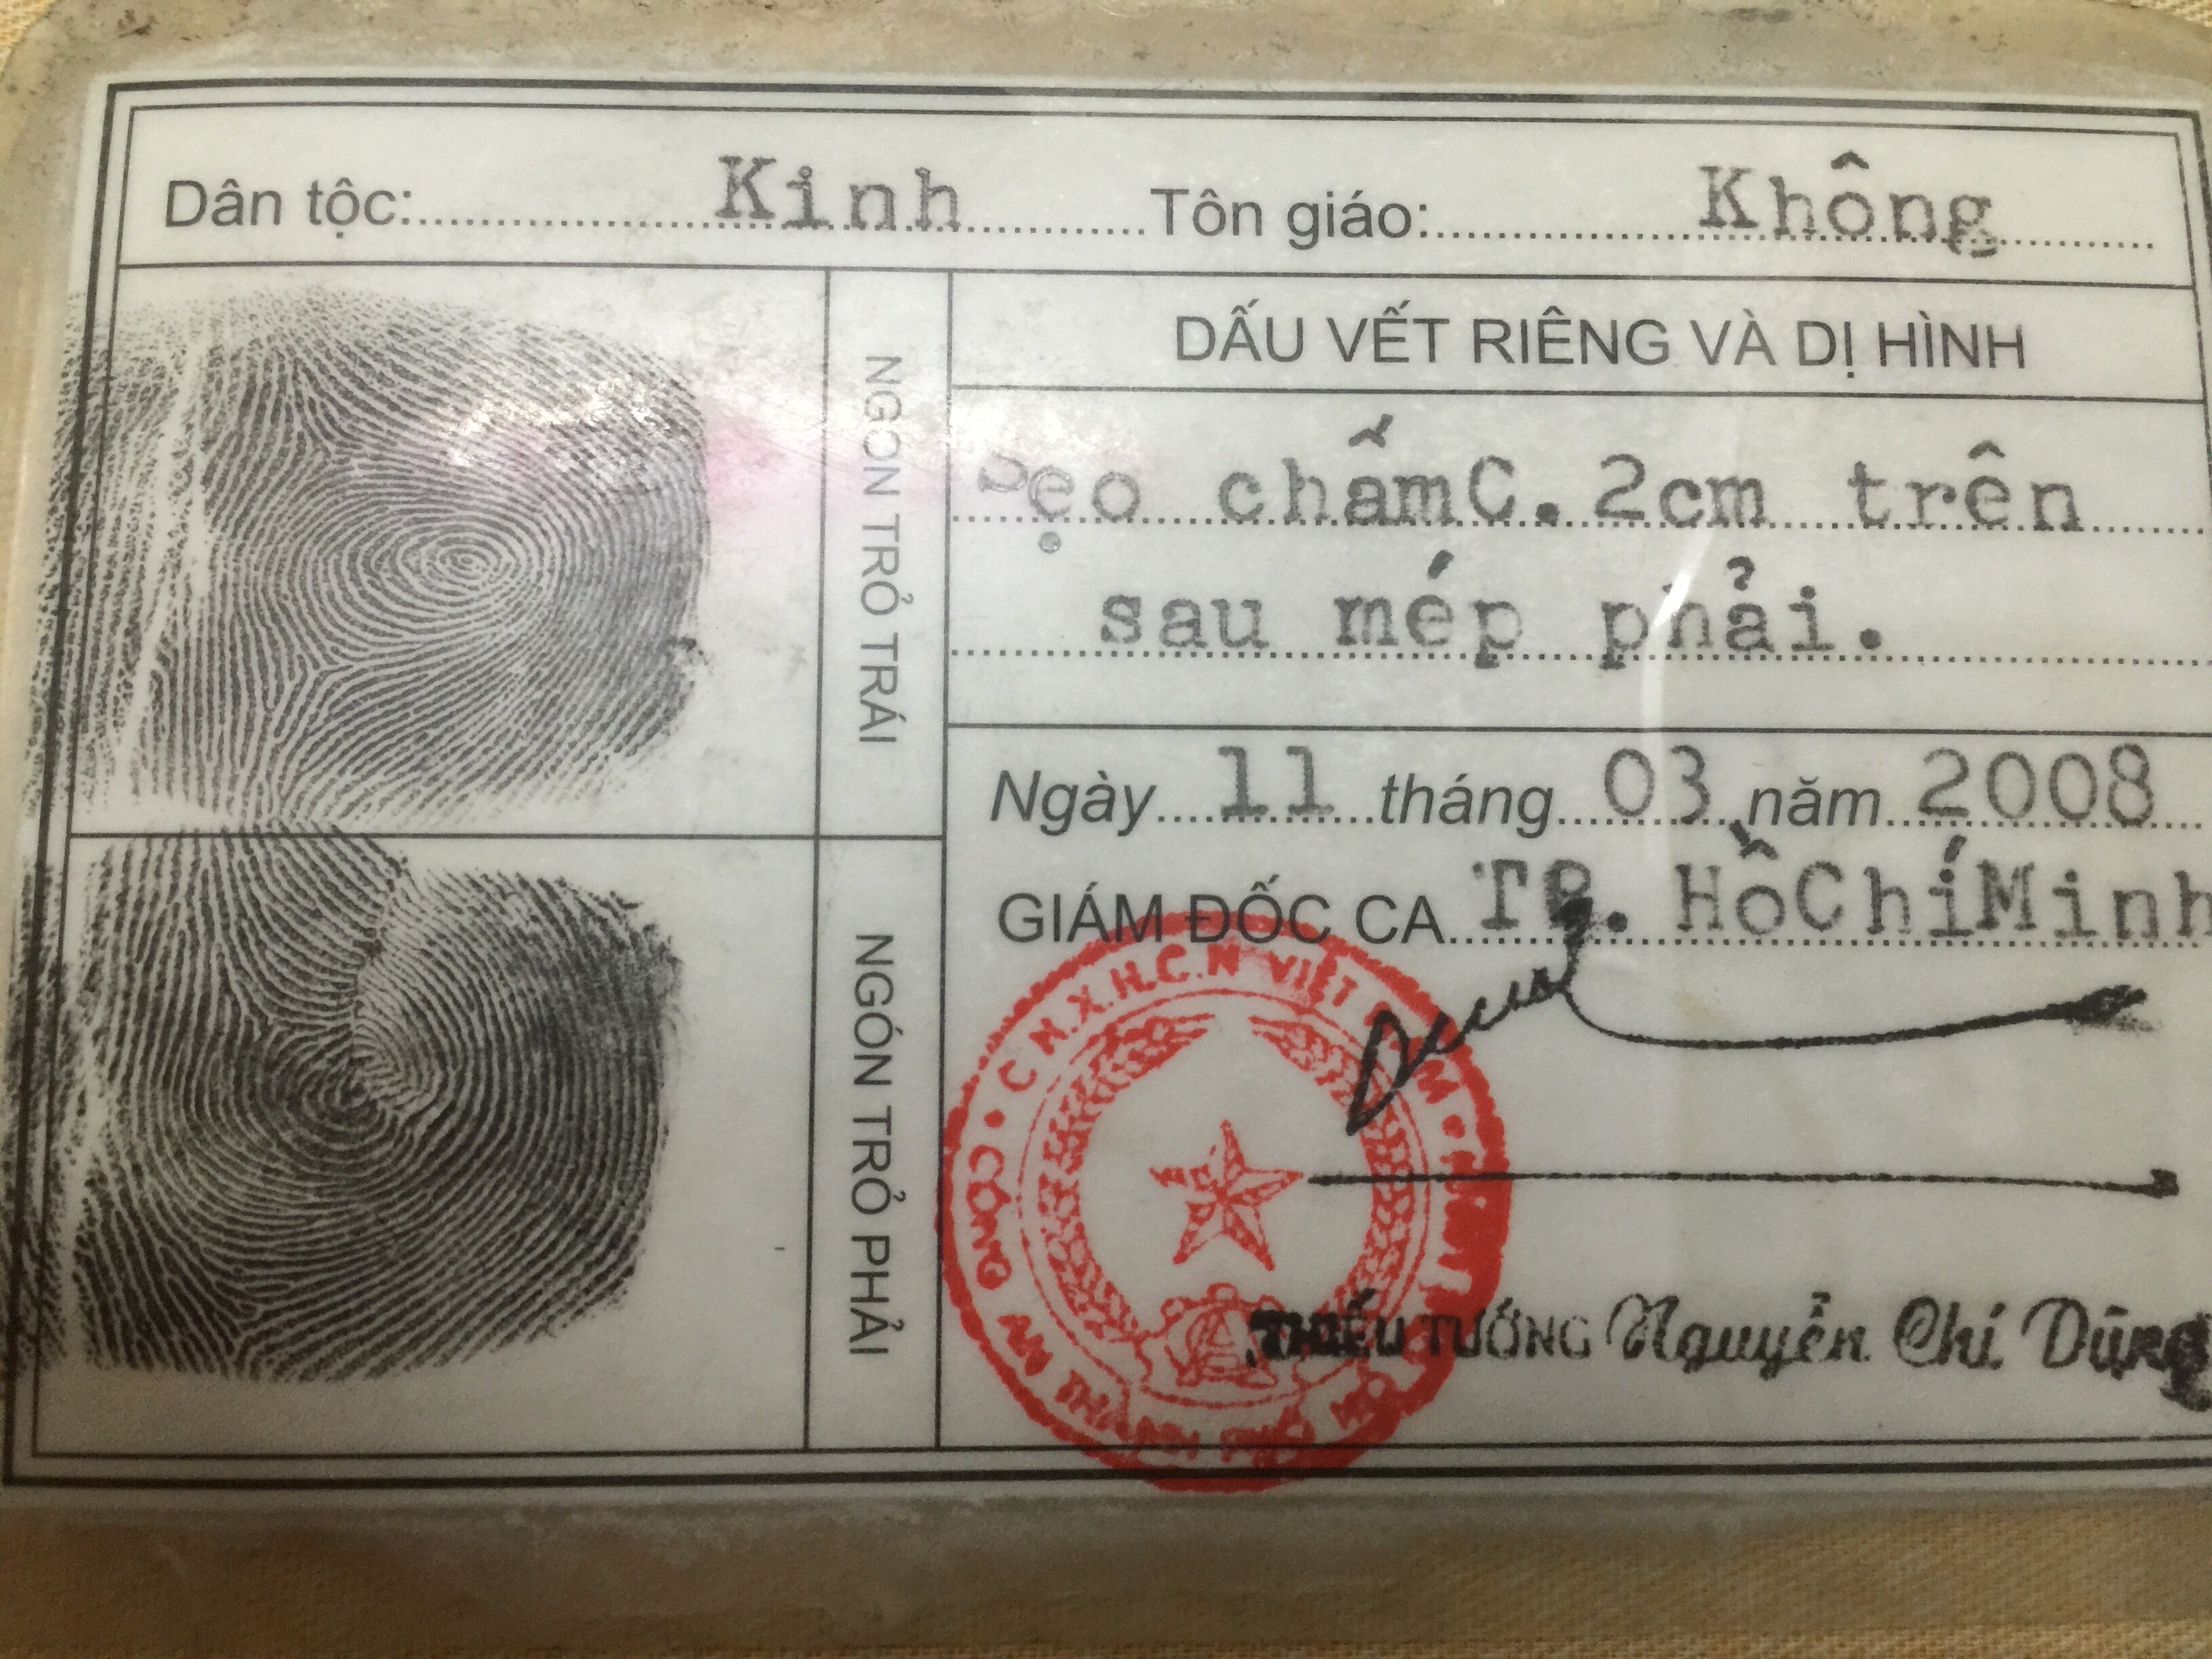 Dân tộc: Kinh Tôn giáo: Không
NGÓN TRỎ TRÁI
DẤU VẾT RIÊNG VÀ DỊ HÌNH
Sẹo chấmC.2cm trên
sau mép phải.
Ngày 11 tháng 03 năm 2008
GIÁM ĐỐC CA TP. HồChíMinh
NGÓN TRỎ PHẢI
C.N.X.H.C.N VIỆT NAM
CÔNG AN THÀNH PHỐ HỒ
THIẾU TƯỚNG Nguyễn Chí Dũng